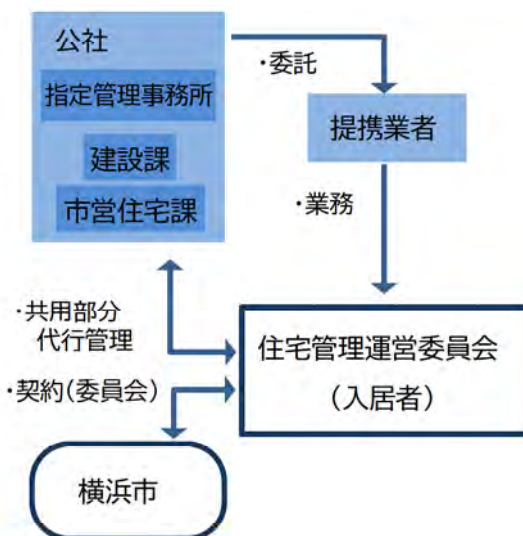 公社
指定管理事務所
建設課
市営住宅課
・委託
提携業者
・業務
・共用部分
代行管理
住宅管理運営委員会
（入居者）
・契約(委員会)
横浜市